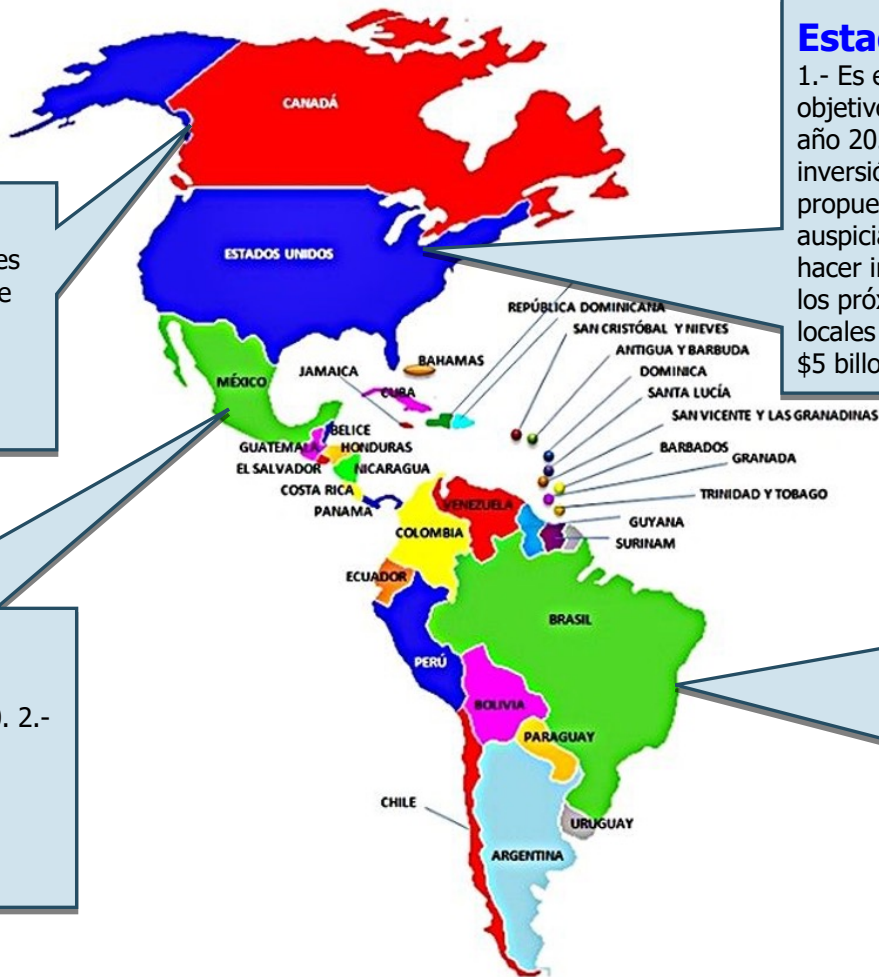 Estad
1.- Es e
objetivo
año 20
inversió
propue
auspicia
hacer i
los próx
locales
$5 billo
CANADÁ
es
e
ESTADOS UNIDOS
REPÚBLICA DOMINICANA
SAN CRISTÓBAL Y NIEVES
ANTIGUA Y BARBUDA
DOMINICA
SANTA LUCÍA
SAN VICENTE Y LAS GRANADINAS
BARBADOS
GRANADA
TRINIDAD Y TOBAGO
GUYANA
SURINAM
BAHAMAS
JAMAICA
CUBA
MÉXICO
BELICE
GUATEMALA
HONDURAS
EL SALVADOR
NICARAGUA
COSTA RICA
PANAMA
VENEZUELA
COLOMBIA
ECUADOR
BRASIL
PERÚ
. 2.-
BOLIVIA
PARAGUAY
CHILE
URUGUAY
ARGENTINA